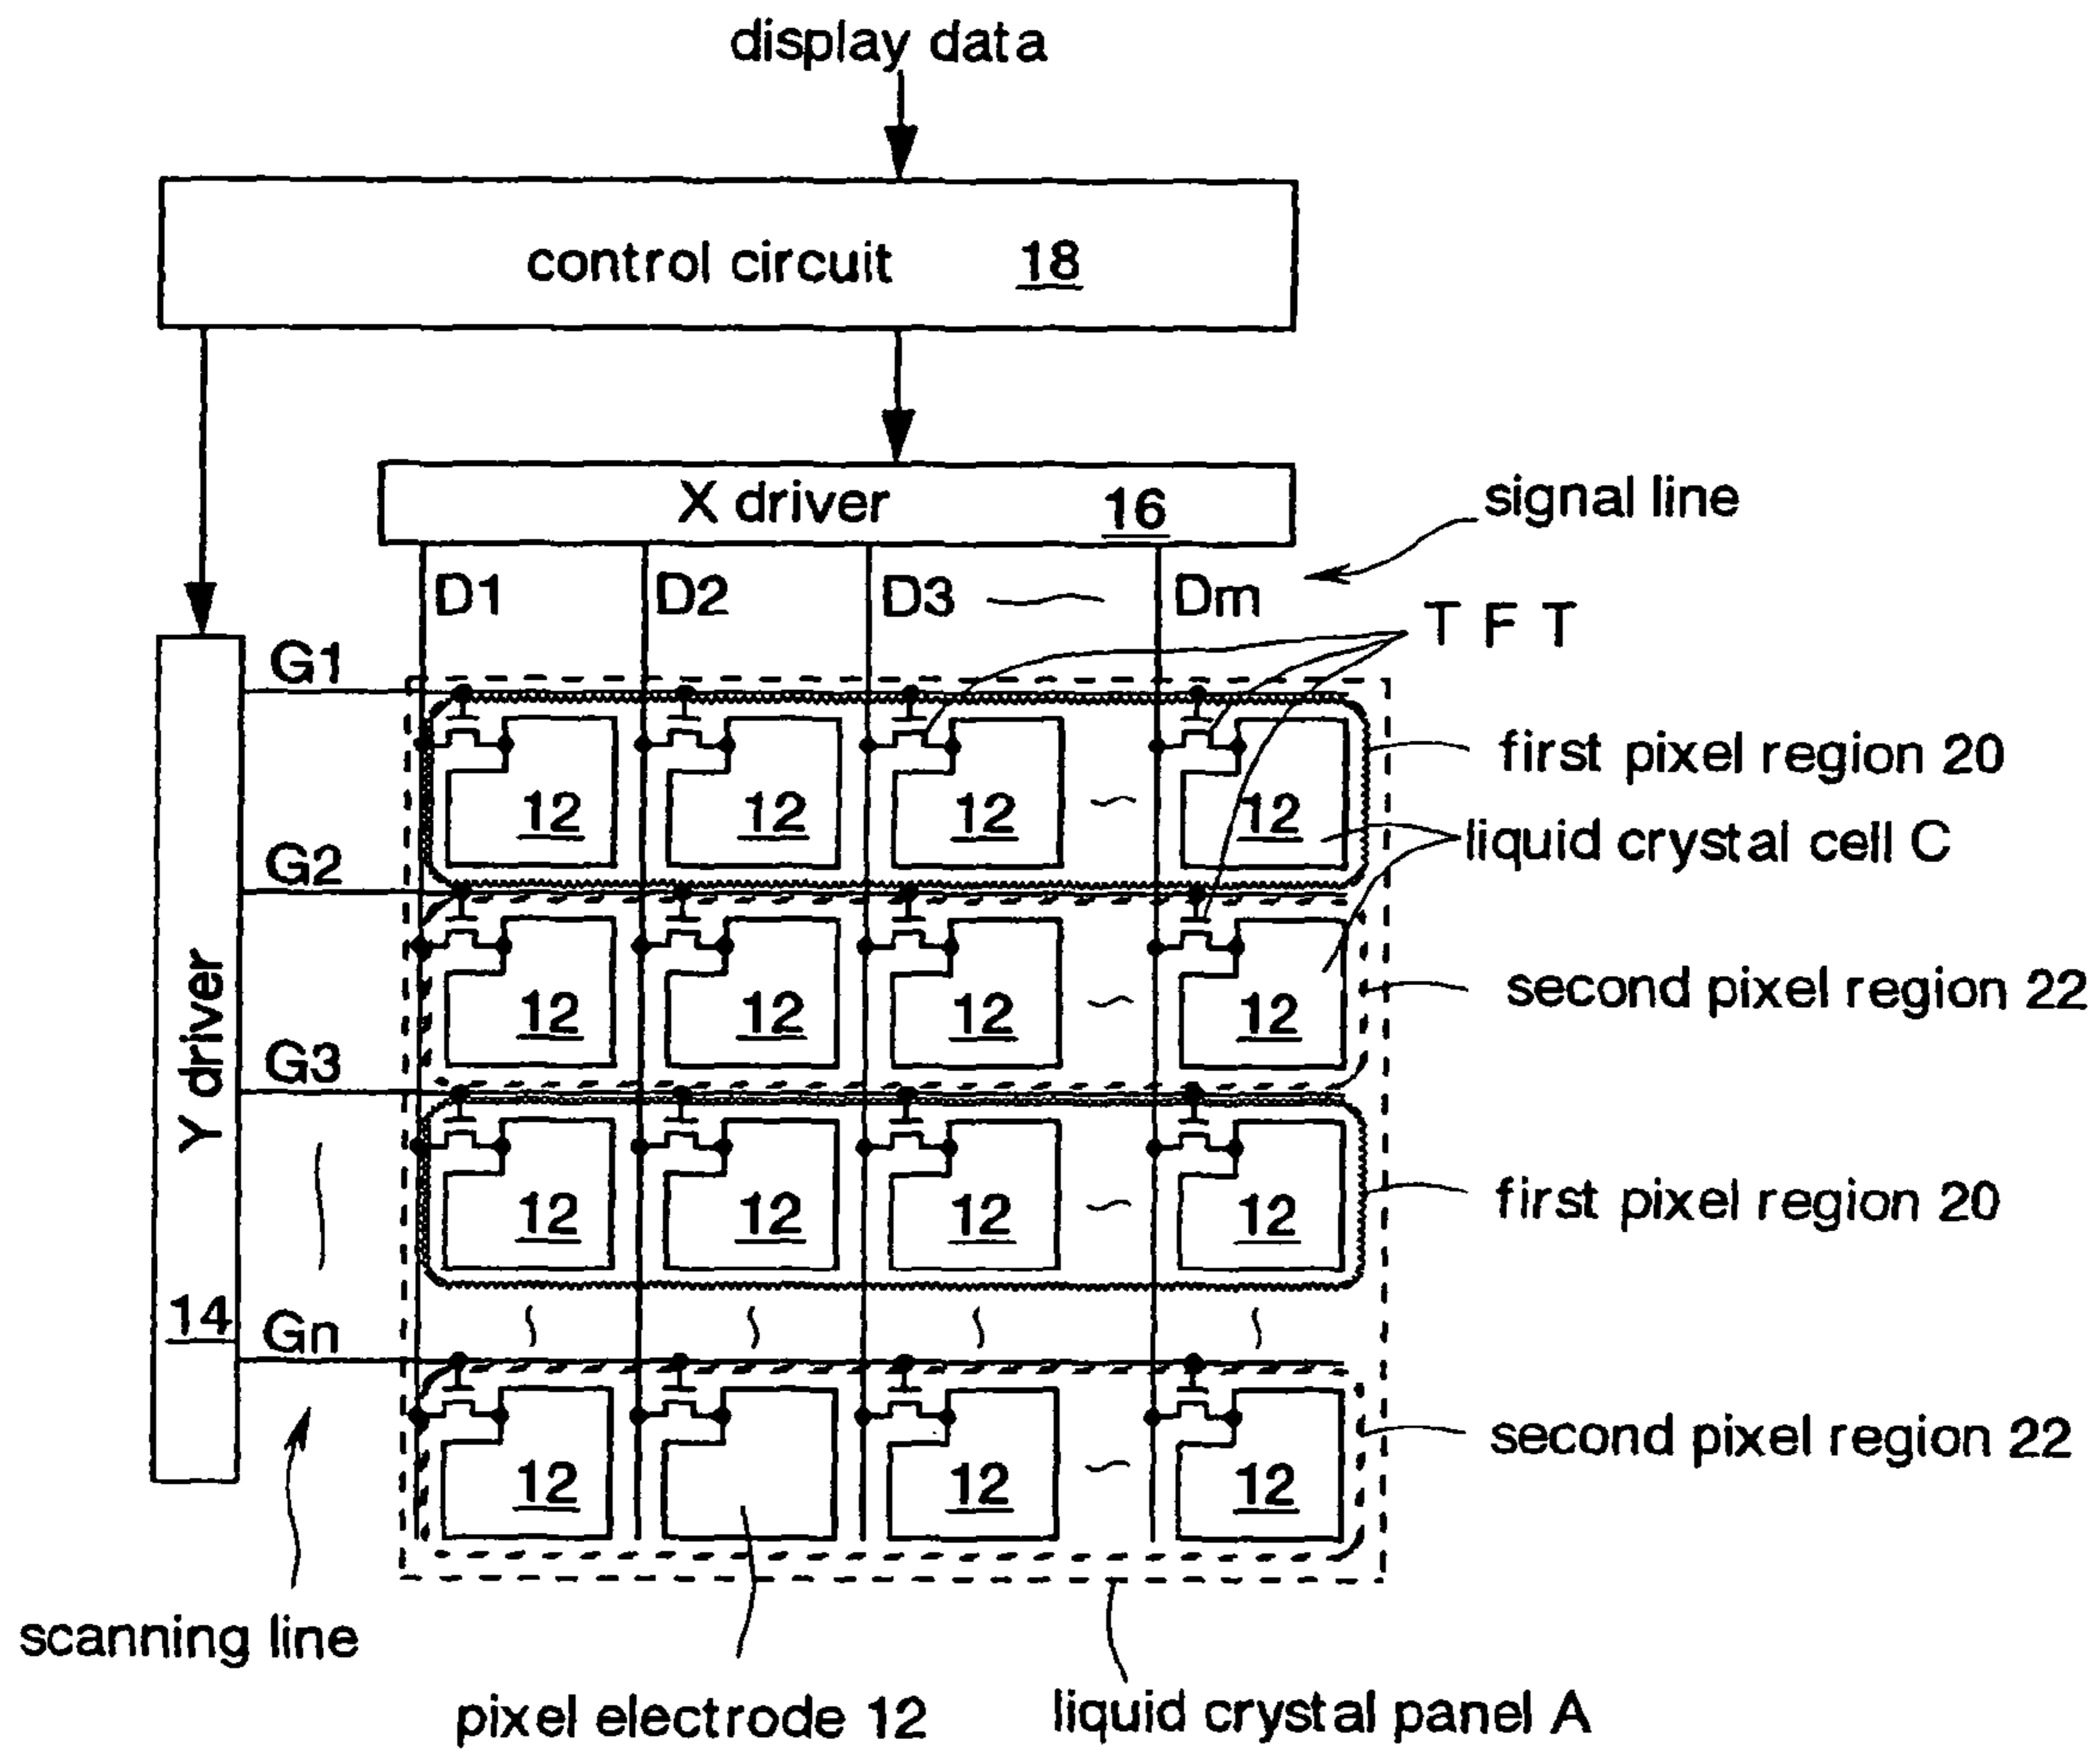 display data
control circuit 18
X driver 16
signal line
D1 D2 D3 Dm
T F T
G1
12 12 12 12
first pixel region 20
liquid crystal cell C
G2
12 12 12 12
second pixel region 22
G3
Y driver
12 12 12 12
first pixel region 20
14
Gn
12 12 12
second pixel region 22
scanning line
pixel electrode 12
liquid crystal panel A